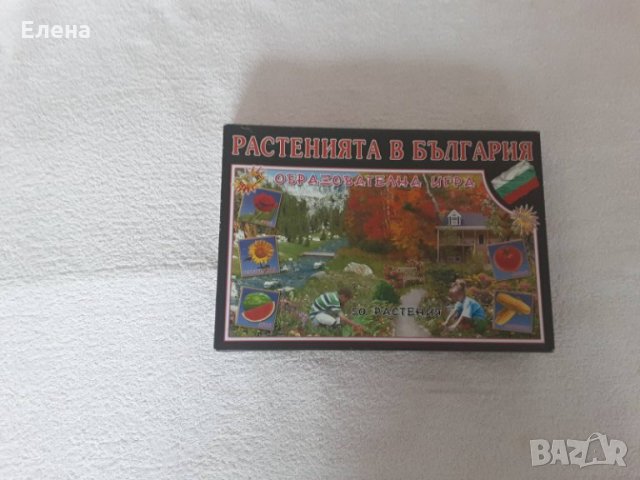 Елена
РАСТЕНИЯТА В БЪЛГАРИЯ
ОБРАЗОВАТЕЛНА ИГРА
50 РАСТЕНИЯ
BAZAR